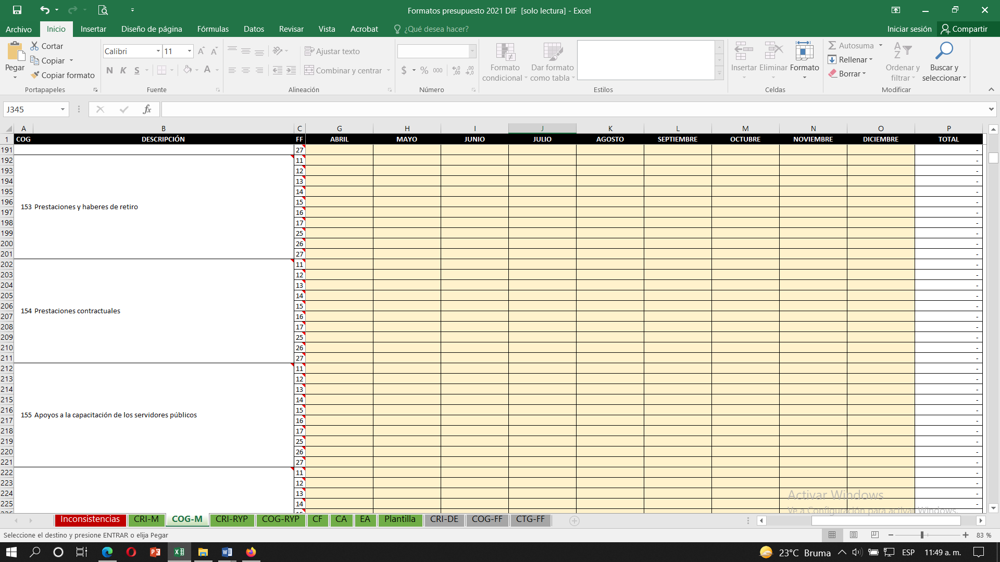 Formatos presupuesto 2021 DIF  [solo lectura] - Excel
Archivo Inicio Insertar Diseño de página Fórmulas Datos Revisar Vista Acrobat ¿Qué desea hacer? Iniciar sesión Compartir
Pegar Cortar Copiar Copiar formato Portapapeles
Calibri 11 N K S Fuente
Ajustar texto Combinar y centrar Alineación
$ % 000 Número
Formato condicional Dar formato como tabla Estilos
Insertar Eliminar Formato Celdas
Autosuma Rellenar Borrar Ordenar y filtrar Buscar y seleccionar Modificar
J345 fx
A B C G H I J K L M N O P
1 COG DESCRIPCIÓN FF ABRIL MAYO JUNIO JULIO AGOSTO SEPTIEMBRE OCTUBRE NOVIEMBRE DICIEMBRE TOTAL
191 27 -
192 11 -
193 12 -
194 13 -
195 14 -
196 15 -
153 Prestaciones y haberes de retiro
197 16 -
198 17 -
199 25 -
200 26 -
201 27 -
202 11 -
203 12 -
204 13 -
205 14 -
206 15 -
154 Prestaciones contractuales
207 16 -
208 17 -
209 25 -
210 26 -
211 27 -
212 11 -
213 12 -
214 13 -
215 14 -
216 15 -
155 Apoyos a la capacitación de los servidores públicos
217 16 -
218 17 -
219 25 -
220 26 -
221 27 -
222 11 -
223 12 -
224 13 -
225 14 -
Activar Windows
Ve a Configuración para activar Windows.
Inconsistencias CRI-M COG-M CRI-RYP COG-RYP CF CA EA Plantilla CRI-DE COG-FF CTG-FF
Seleccione el destino y presione ENTRAR o elija Pegar 83 %
23°C Bruma ESP 11:49 a. m.